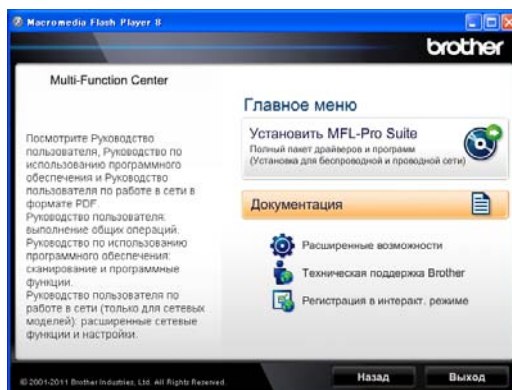 Macromedia Flash Player 8
brother
Multi-Function Center
Посмотрите Руководство
пользователя, Руководство по
использованию программного
обеспечения и Руководство
пользователя по работе в сети в
формате PDF.
Руководство пользователя:
выполнение общих операций.
Руководство по использованию
программного обеспечения:
сканирование и программные
функции.
Руководство пользователя по
работе в сети (только для сетевых
моделей): расширенные сетевые
функции и настройки.
Главное меню
Установить MFL-Pro Suite
Полный пакет драйверов и программ
(Установка для беспроводной и проводной сети)
Документация
Расширенные возможности
Техническая поддержка Brother
Регистрация в интеракт. режиме
© 2001-2011 Brother Industries, Ltd. All Rights Reserved.
Назад
Выход